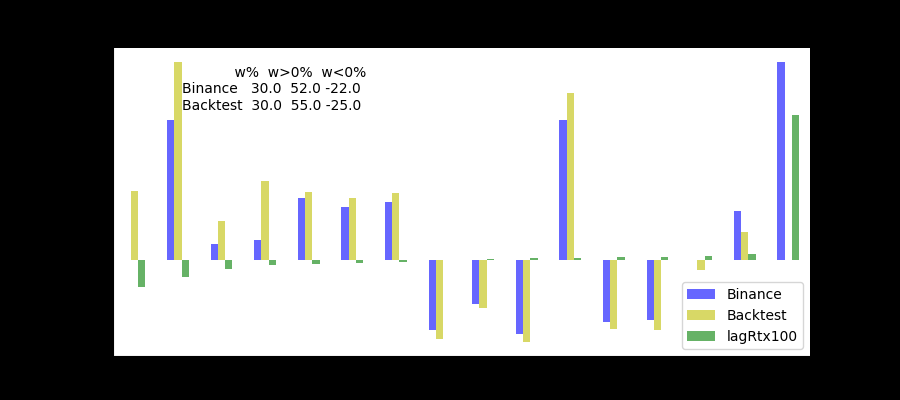 w% w>0% w<0%
Binance 30.0 52.0 -22.0
Backtest 30.0 55.0 -25.0
Binance
Backtest
lagRtx100